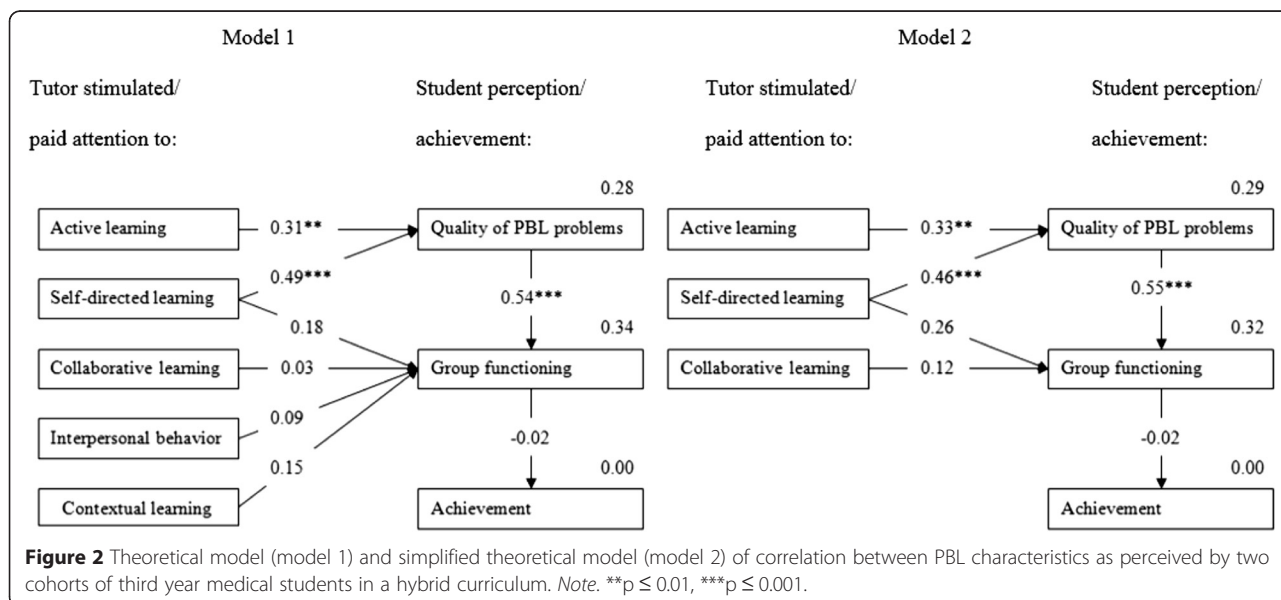 Model 1
Tutor stimulated/
paid attention to:
Student perception/
achievement:
0.28
Active learning
0.31**
Quality of PBL problems
0.49***
Self-directed learning
0.54***
0.18
0.34
Collaborative learning
0.03
Group functioning
0.09
Interpersonal behavior
-0.02
0.15
0.00
Contextual learning
Achievement
Model 2
Tutor stimulated/
paid attention to:
Student perception/
achievement:
0.29
Active learning
0.33**
Quality of PBL problems
0.46***
Self-directed learning
0.55***
0.26
0.32
Collaborative learning
0.12
Group functioning
-0.02
0.00
Achievement
Figure 2 Theoretical model (model 1) and simplified theoretical model (model 2) of correlation between PBL characteristics as perceived by two
cohorts of third year medical students in a hybrid curriculum. Note. **p ≤ 0.01, ***p ≤ 0.001.